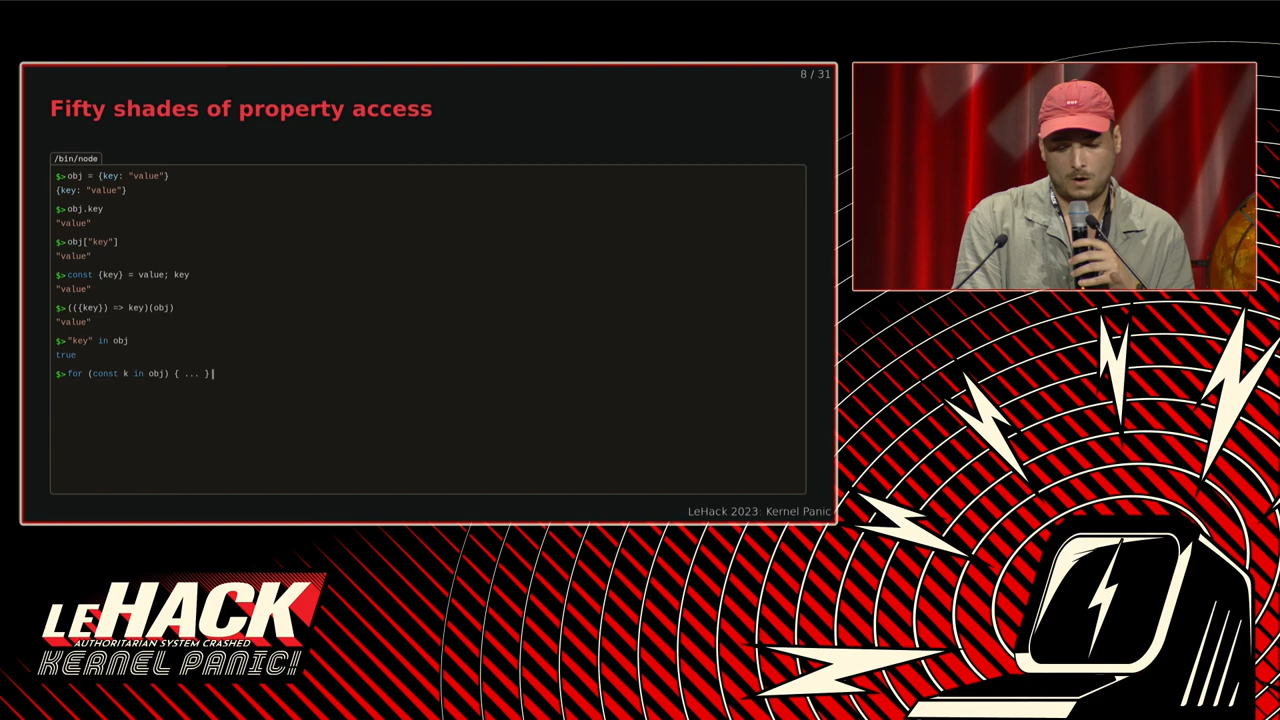 8 / 31
Fifty shades of property access
/bin/node
$>obj = {key: "value"}
{key: "value"}
$>obj.key
"value"
$>obj["key"]
"value"
$>const {key} = value; key
"value"
$>(({key}) => key)(obj)
"value"
$>"key" in obj
true
$>for (const k in obj) { ... }
LeHack 2023: Kernel Panic
LEHACK
AUTHORITARIAN SYSTEM CRASHED
KERNEL PANIC!